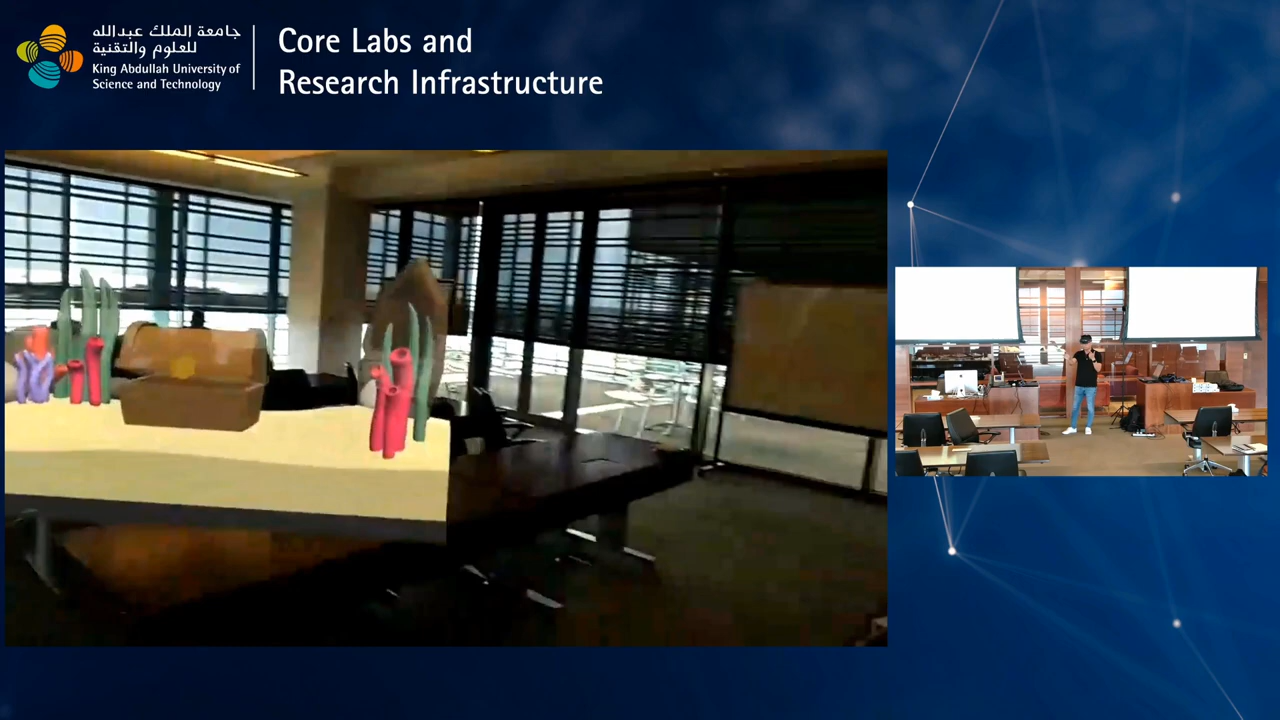 جامعة الملك عبدالله
للعلوم والتقنية
King Abdullah University of
Science and Technology
Core Labs and
Research Infrastructure